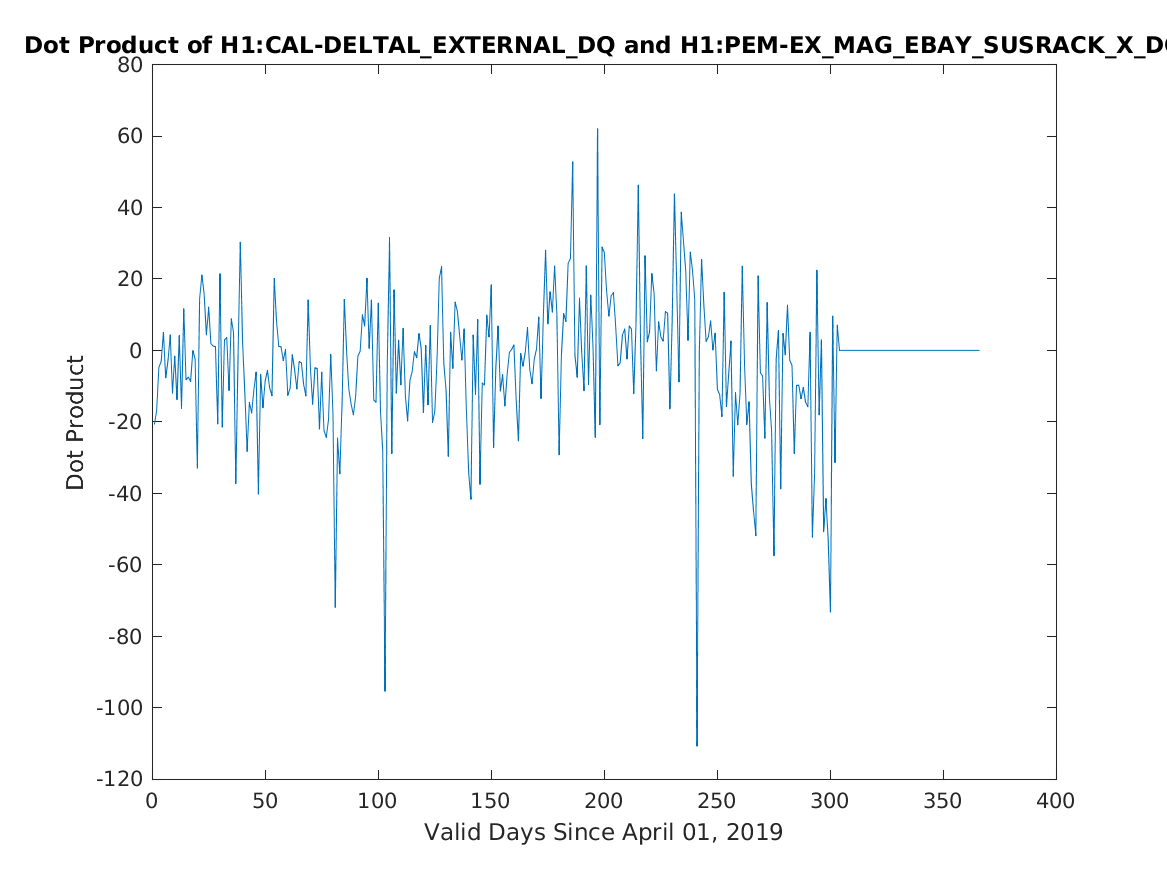 Dot Product of H1:CAL-DELTAL_EXTERNAL_DQ and H1:PEM-EX_MAG_EBAY_SUSRACK_X_DQ
80
60
40
20
0
-20
-40
-60
-80
-100
-120
Dot Product
0 50 100 150 200 250 300 350 400
Valid Days Since April 01, 2019